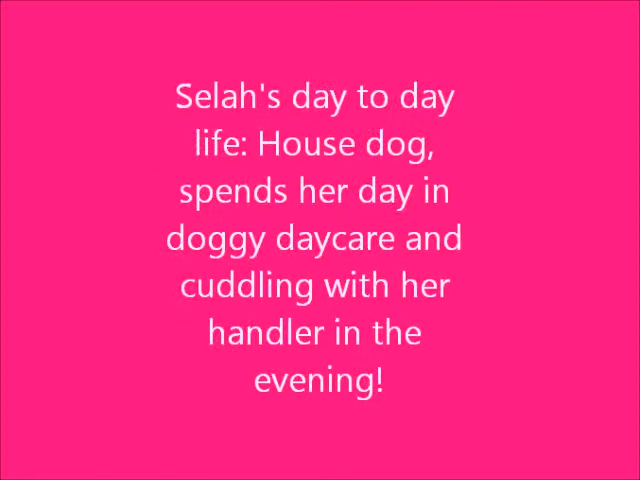 Selah's day to day
life: House dog,
spends her day in
doggy daycare and
cuddling with her
handler in the
evening!